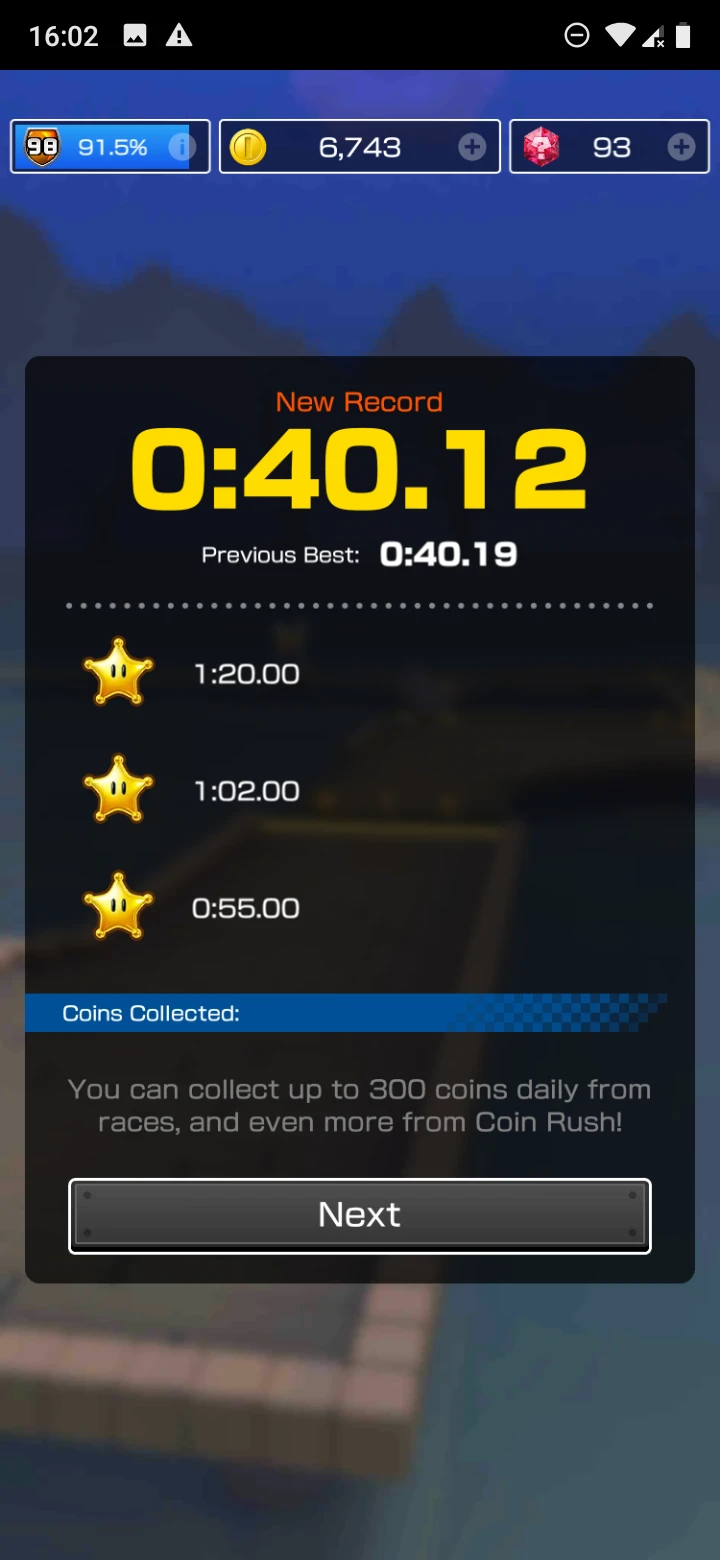 16:02
98 91.5% i 6,743 + ? 93 +
New Record
0:40.12
Previous Best: 0:40.19
1:20.00
1:02.00
0:55.00
Coins Collected:
You can collect up to 300 coins daily from
races, and even more from Coin Rush!
Next